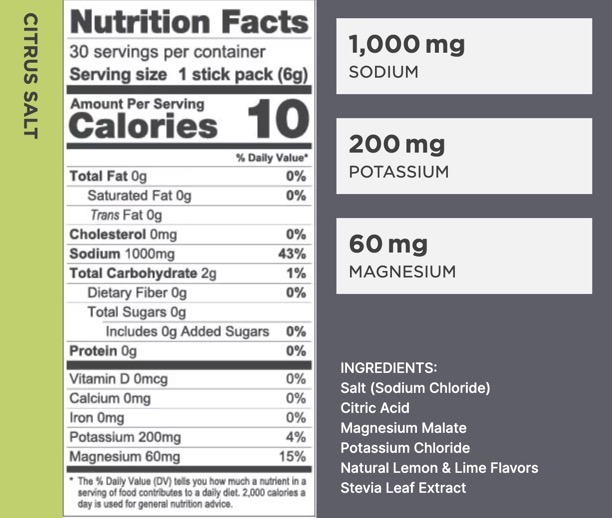 CITRUS SALT
Nutrition Facts
30 servings per container
Serving size 1 stick pack (6g)
Amount Per Serving
Calories 10
% Daily Value*
Total Fat 0g 0%
Saturated Fat 0g 0%
Trans Fat 0g
Cholesterol 0mg 0%
Sodium 1000mg 43%
Total Carbohydrate 2g 1%
Dietary Fiber 0g 0%
Total Sugars 0g
Includes 0g Added Sugars 0%
Protein 0g 0%
Vitamin D 0mcg 0%
Calcium 0mg 0%
Iron 0mg 0%
Potassium 200mg 4%
Magnesium 60mg 15%
* The % Daily Value (DV) tells you how much a nutrient in a
serving of food contributes to a daily diet. 2,000 calories a
day is used for general nutrition advice.
1,000 mg
SODIUM
200 mg
POTASSIUM
60 mg
MAGNESIUM
INGREDIENTS:
Salt (Sodium Chloride)
Citric Acid
Magnesium Malate
Potassium Chloride
Natural Lemon & Lime Flavors
Stevia Leaf Extract